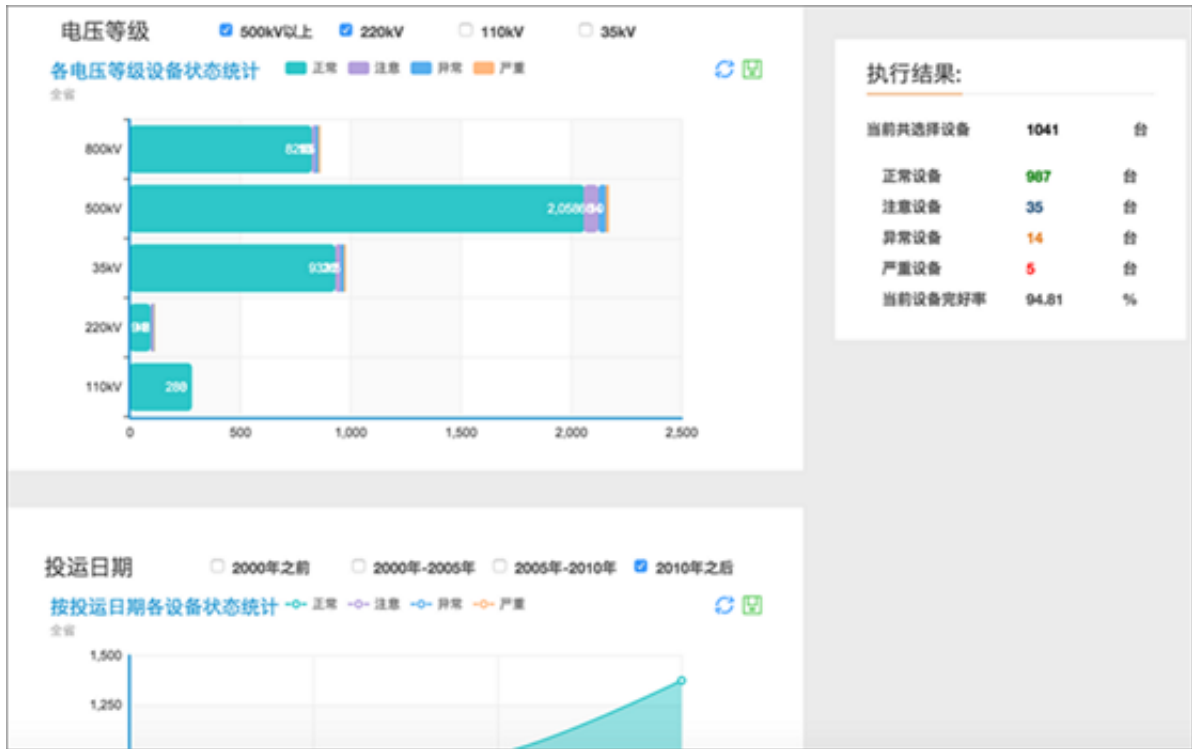 电压等级 500kV以上 220kV 110kV 35kV
各电压等级设备状态统计 正常 注意 异常 严重
全省
800kV
500kV
35kV
220kV
110kV 280
0 500 1,000 1,500 2,000 2,500
投运日期 2000年之前 2000年-2005年 2005年-2010年 2010年之后
按投运日期各设备状态统计 正常 注意 异常 严重
全省
1,500
1,250
执行结果:
当前共选择设备 1041 台
正常设备 987 台
注意设备 35 台
异常设备 14 台
严重设备 5 台
当前设备完好率 94.81 %